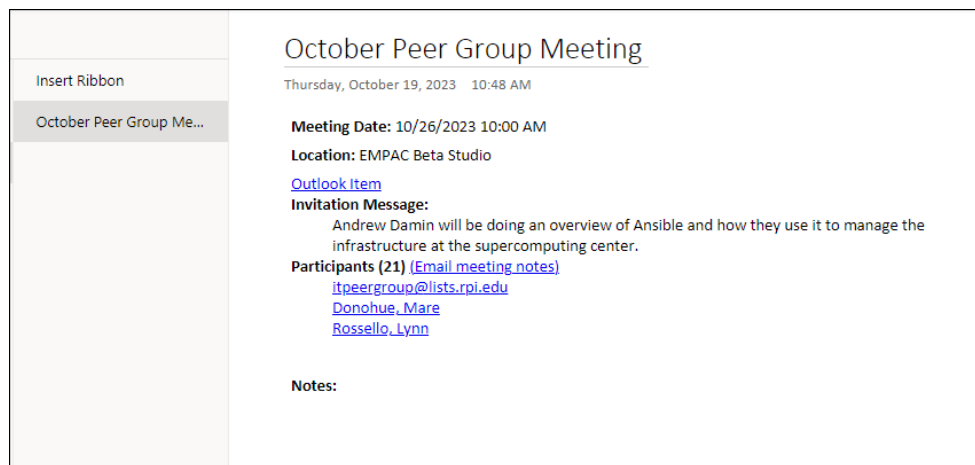 October Peer Group Meeting
Thursday, October 19, 2023 10:48 AM
Insert Ribbon
October Peer Group Me...
Meeting Date: 10/26/2023 10:00 AM
Location: EMPAC Beta Studio
Outlook Item
Invitation Message:
Andrew Damin will be doing an overview of Ansible and how they use it to manage the
infrastructure at the supercomputing center.
Participants (21) (Email meeting notes)
itpeergroup@lists.rpi.edu
Donohue, Mare
Rossello, Lynn
Notes: